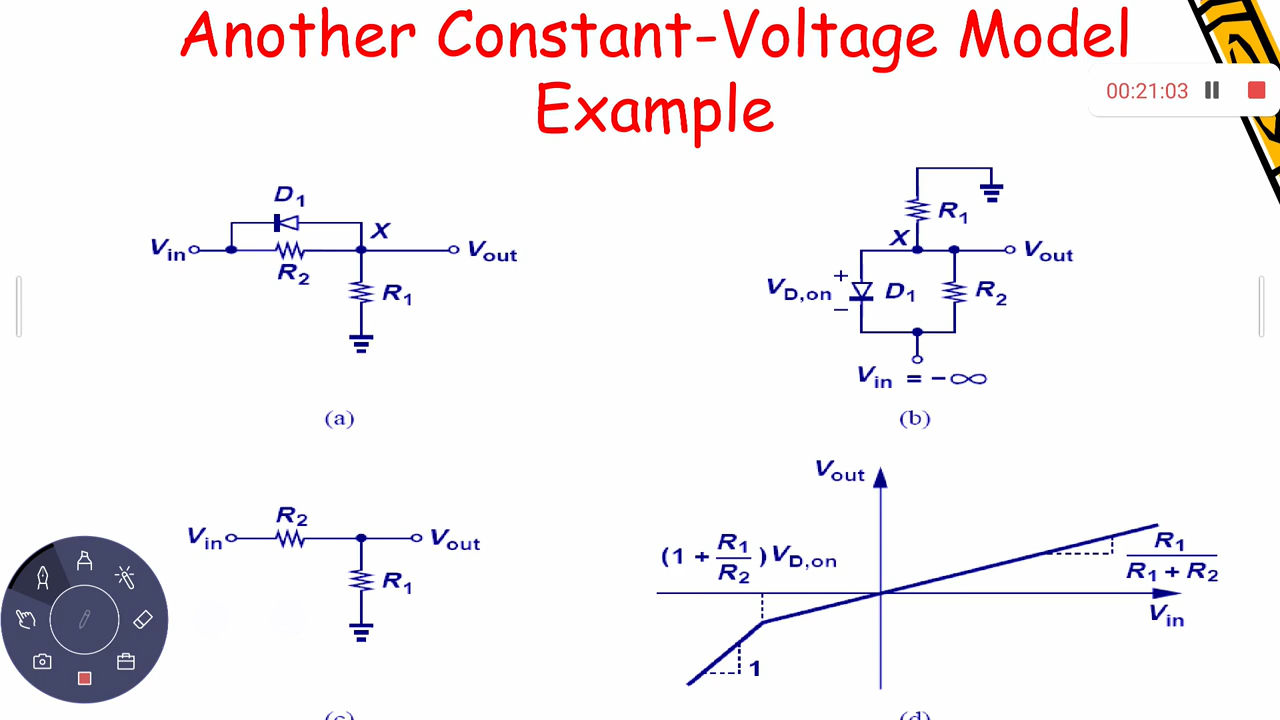 Another Constant-Voltage Model
Example
00:21:03
D1
Vin
X
Vout
R2
R1
(a)
R1
X
Vout
VD,on
+
−
D1
R2
Vin = −∞
(b)
R2
Vin
Vout
R1
(c)
Vout
(1 + R1/R2) VD,on
R1
R1 + R2
Vin
1
(d)